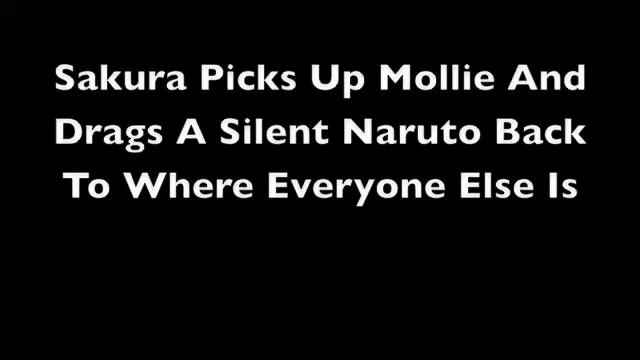 Sakura Picks Up Mollie And
Drags A Silent Naruto Back
To Where Everyone Else Is